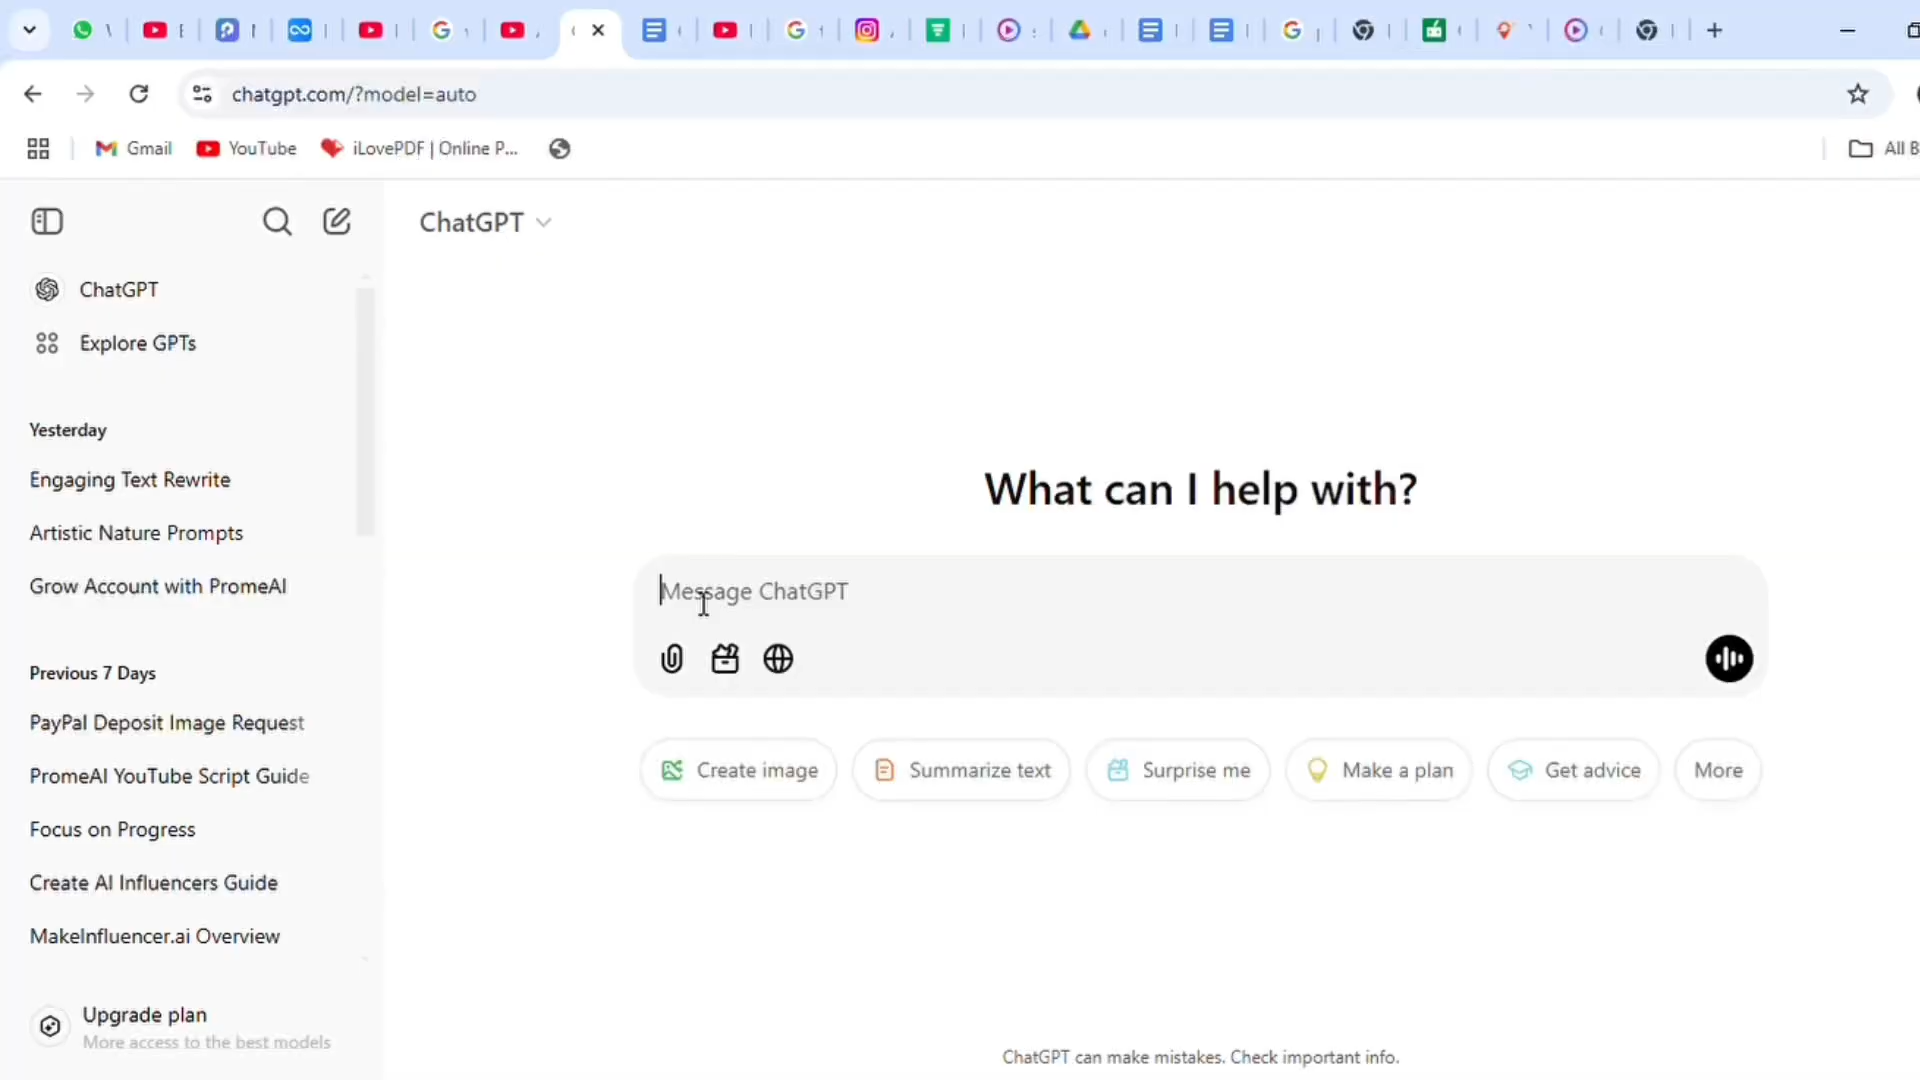 chatgpt.com/?model=auto
Gmail
YouTube
iLovePDF | Online P...
All B
ChatGPT
ChatGPT
Explore GPTs
Yesterday
Engaging Text Rewrite
Artistic Nature Prompts
Grow Account with PromeAI
Previous 7 Days
PayPal Deposit Image Request
PromeAI YouTube Script Guide
Focus on Progress
Create AI Influencers Guide
MakeInfluencer.ai Overview
Upgrade plan
More access to the best models
What can I help with?
Message ChatGPT
Create image
Summarize text
Surprise me
Make a plan
Get advice
More
ChatGPT can make mistakes. Check important info.